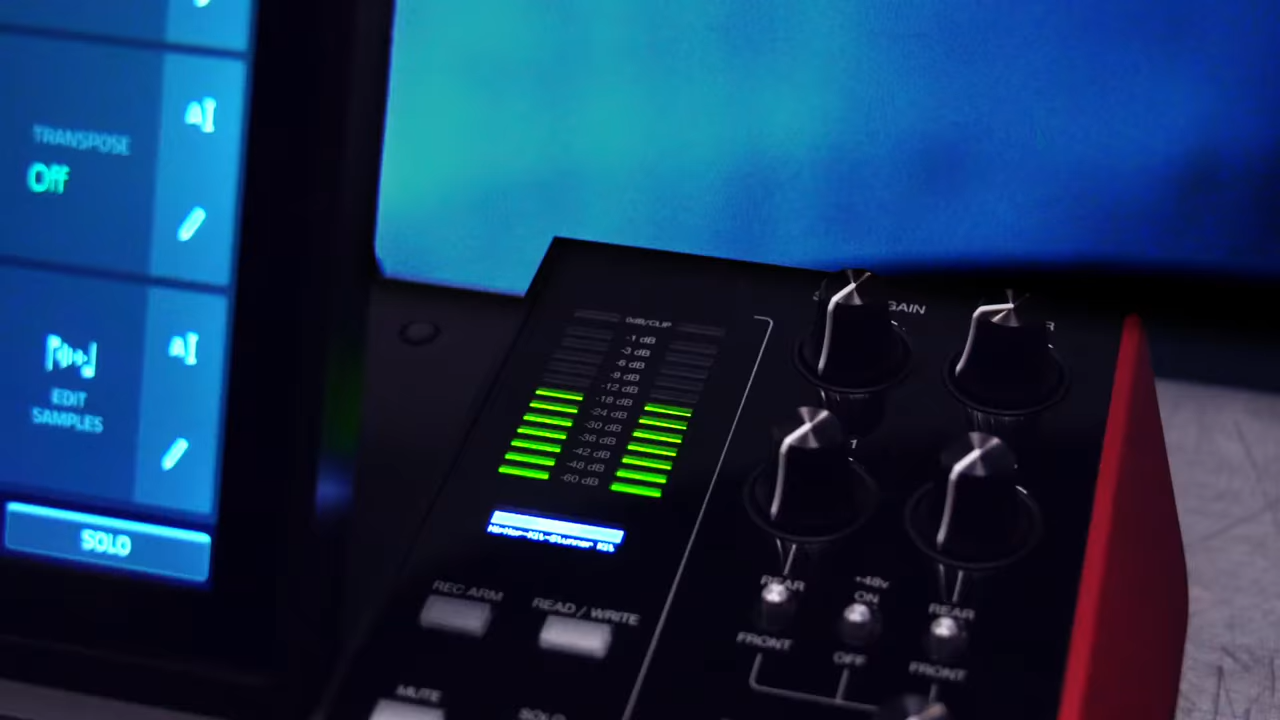 TRANSPOSE
Off
EDIT
SAMPLES
SOLO
0dB/CLIP
-1 dB
-3 dB
-6 dB
-9 dB
-12 dB
-18 dB
-24 dB
-30 dB
-36 dB
-42 dB
-48 dB
-60 dB
REC ARM
READ / WRITE
MUTE
SOLO
GAIN
1
REAR
+48v
ON
REAR
FRONT
OFF
FRONT